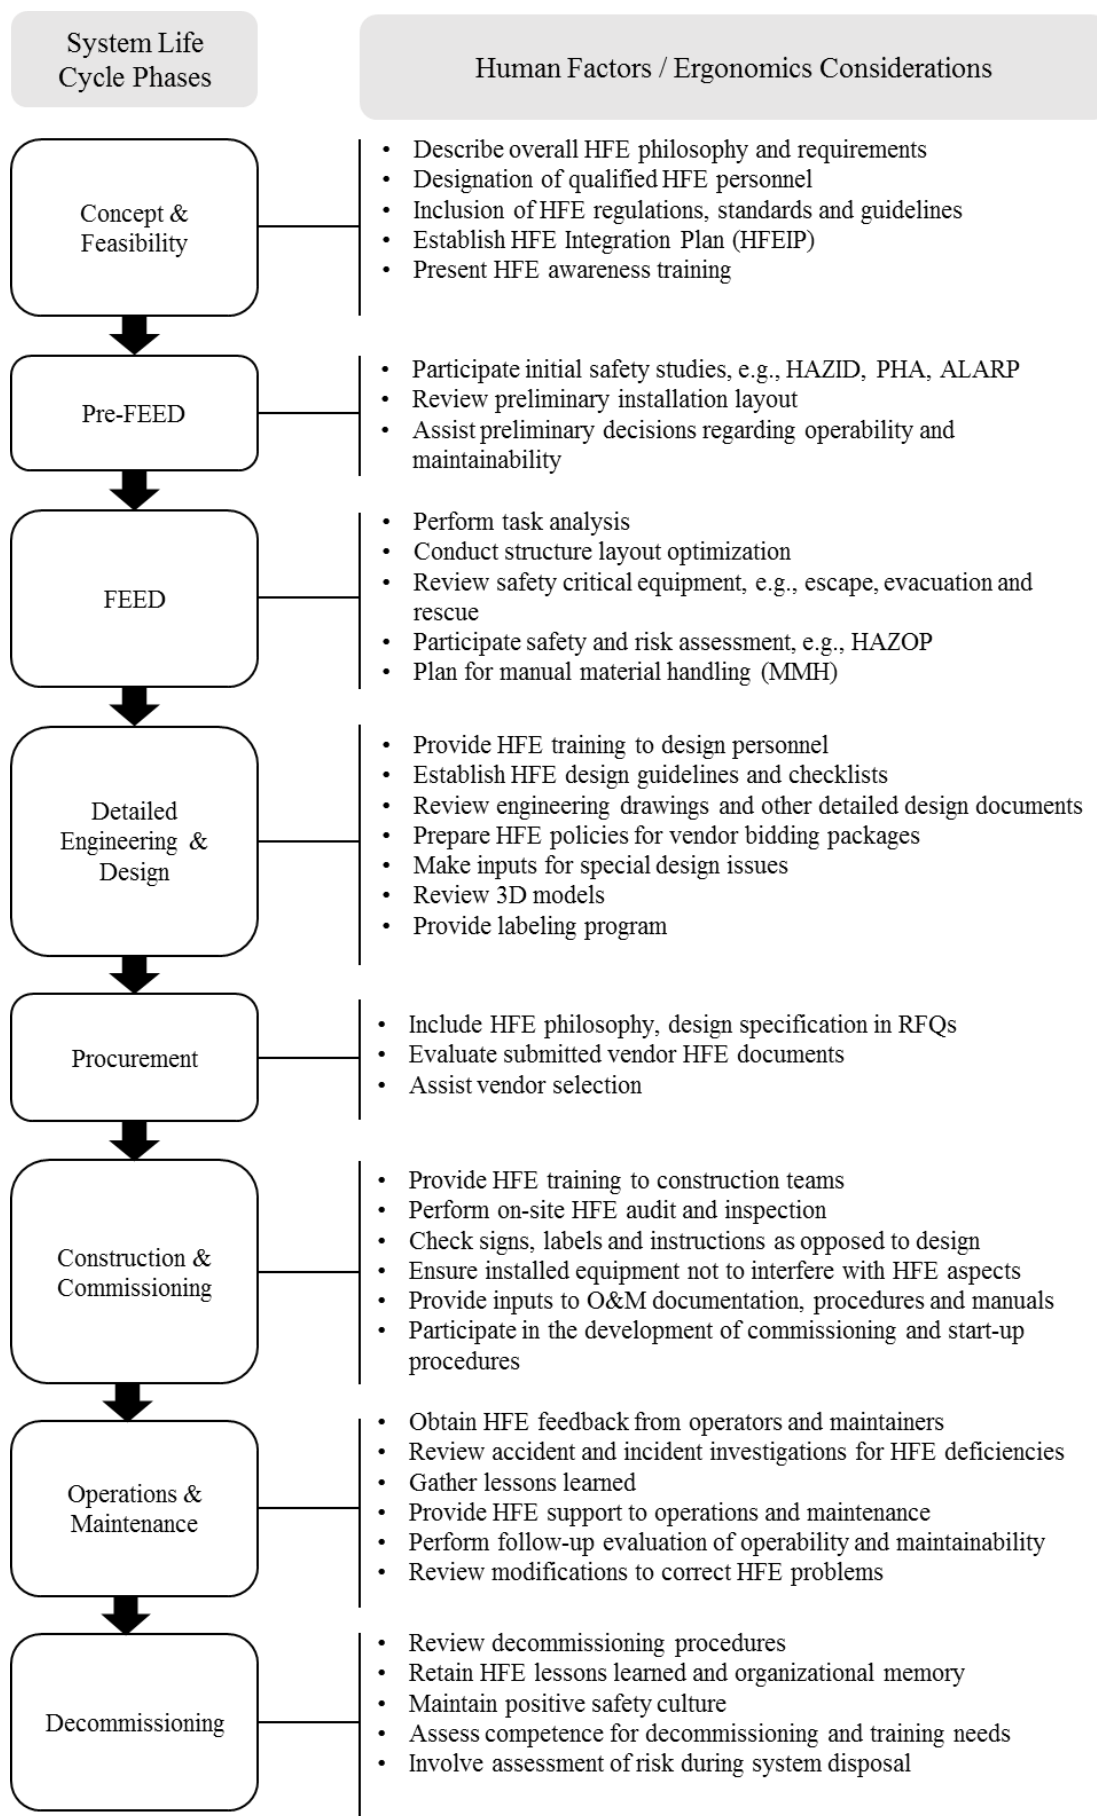 System Life
Cycle Phases
Human Factors / Ergonomics Considerations
Concept &
Feasibility
• Describe overall HFE philosophy and requirements
• Designation of qualified HFE personnel
• Inclusion of HFE regulations, standards and guidelines
• Establish HFE Integration Plan (HFEIP)
• Present HFE awareness training
Pre-FEED
• Participate initial safety studies, e.g., HAZID, PHA, ALARP
• Review preliminary installation layout
• Assist preliminary decisions regarding operability and
maintainability
FEED
• Perform task analysis
• Conduct structure layout optimization
• Review safety critical equipment, e.g., escape, evacuation and
rescue
• Participate safety and risk assessment, e.g., HAZOP
• Plan for manual material handling (MMH)
Detailed
Engineering &
Design
• Provide HFE training to design personnel
• Establish HFE design guidelines and checklists
• Review engineering drawings and other detailed design documents
• Prepare HFE policies for vendor bidding packages
• Make inputs for special design issues
• Review 3D models
• Provide labeling program
Procurement
• Include HFE philosophy, design specification in RFQs
• Evaluate submitted vendor HFE documents
• Assist vendor selection
Construction &
Commissioning
• Provide HFE training to construction teams
• Perform on-site HFE audit and inspection
• Check signs, labels and instructions as opposed to design
• Ensure installed equipment not to interfere with HFE aspects
• Provide inputs to O&M documentation, procedures and manuals
• Participate in the development of commissioning and start-up
procedures
Operations &
Maintenance
• Obtain HFE feedback from operators and maintainers
• Review accident and incident investigations for HFE deficiencies
• Gather lessons learned
• Provide HFE support to operations and maintenance
• Perform follow-up evaluation of operability and maintainability
• Review modifications to correct HFE problems
Decommissioning
• Review decommissioning procedures
• Retain HFE lessons learned and organizational memory
• Maintain positive safety culture
• Assess competence for decommissioning and training needs
• Involve assessment of risk during system disposal